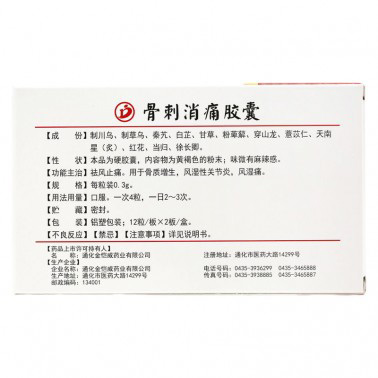 骨刺消痛胶囊
成 份 制川乌、制草乌、秦艽、白芷、甘草、粉萆薢、穿山龙、薏苡仁、天南
星（炙）、红花、当归、徐长卿。
性 状 本品为硬胶囊，内容物为黄褐色的粉末；味微有麻辣感。
功能主治 祛风止痛。用于骨质增生，风湿性关节炎，风湿痛。
规 格 每粒装0.3g。
用法用量 口服。一次4粒，一日2～3次。
贮 藏 密封。
包 装 铝塑包装；12粒/板×2板/盒。
【不良反应】【禁忌】【注意事项】详见说明书。
【药品上市许可持有人】
名 称：通化金恺威药业有限公司
注册地址：通化市医药大路14299号
【生产企业】
企业名称：通化金恺威药业有限公司
电话号码：0435-3926299 0435-3465888
生产地址：通化市医药大路14299号
传真号码：0435-3938885 0435-3465887
邮政编码：134001